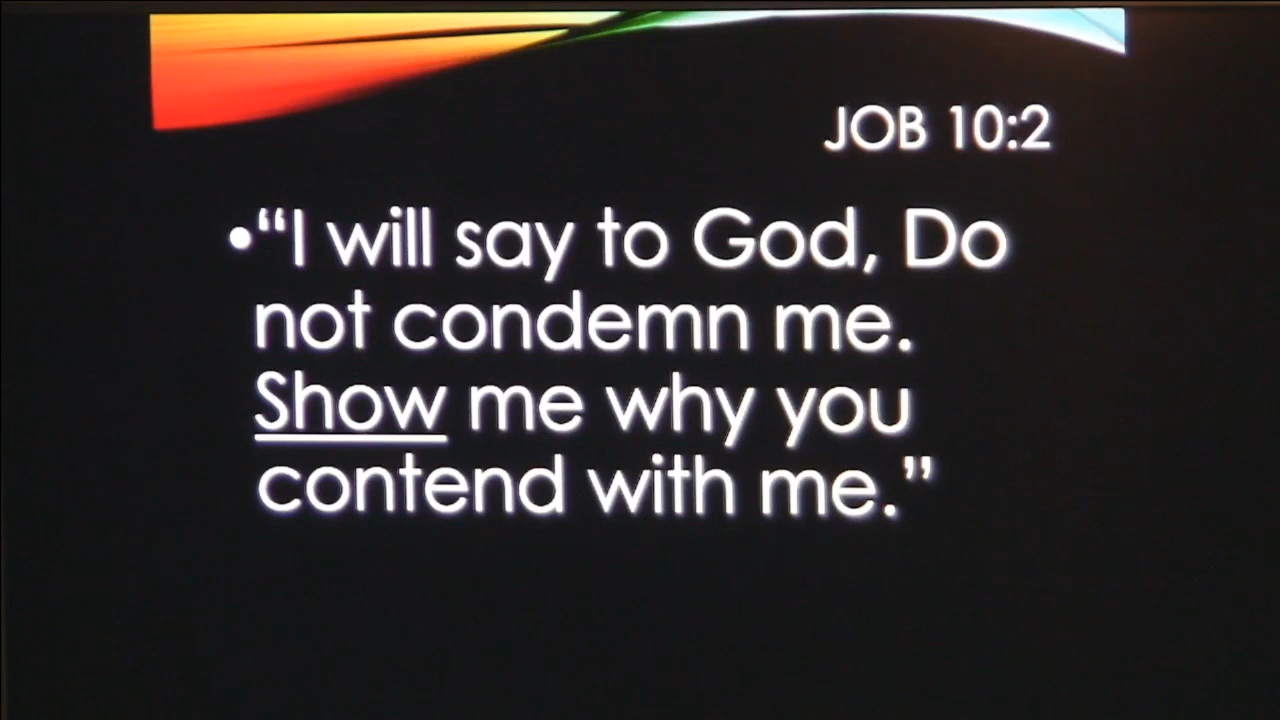 JOB 10:2
•“I will say to God, Do
not condemn me.
Show me why you
contend with me.”